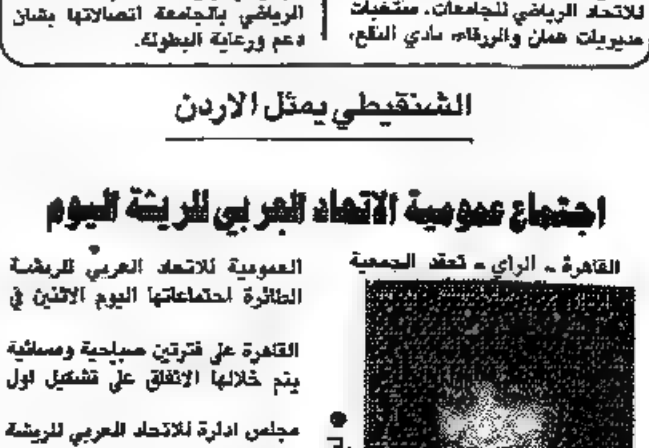 للاتحاد الرياضي للجامعات، منتخبات
مديريات عمان والزرقاء، نادي البقع،
الرياضي بالجامعة اتصالاتها بشأن
دعم ورعاية البطولة.
الشنقيطي يمثل الاردن
اجتماع عمومية الاتحاد العربي للريشة اليوم
القاهرة ـ الراي ـ تعقد الجمعية
العمومية للاتحاد العربي للريشة
الطائرة اجتماعاتها اليوم الاثنين في
القاهرة على فترتين صباحية ومسائية
يتم خلالها الاتفاق على تشكيل اول
مجلس ادارة للاتحاد العربي للريشة